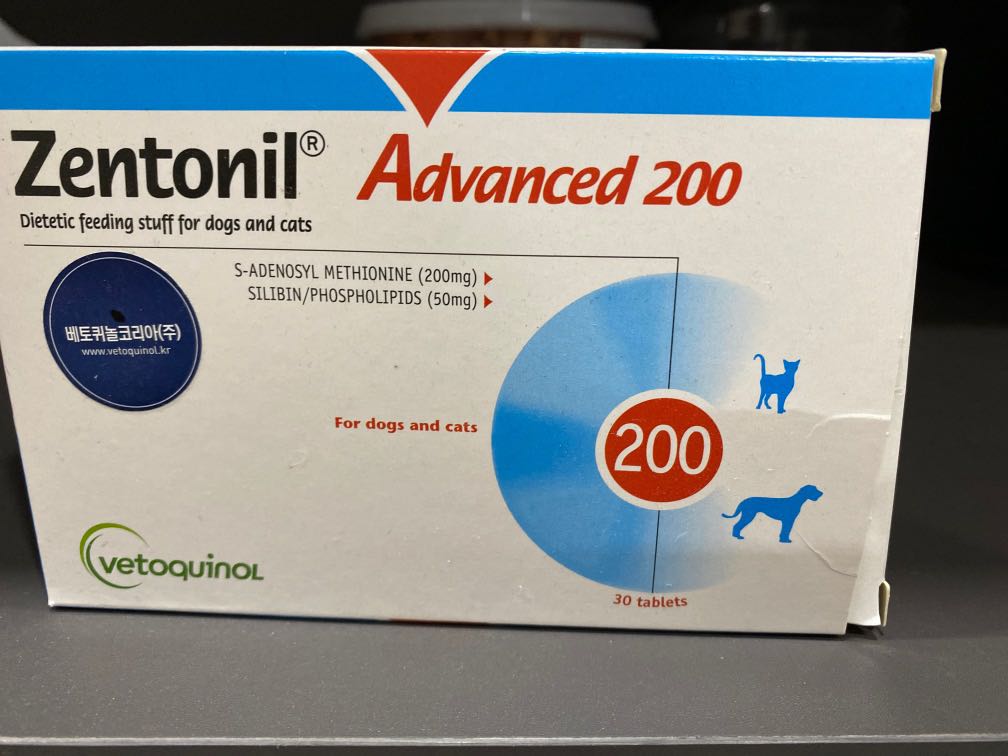 Zentonil® Advanced 200
Dietetic feeding stuff for dogs and cats
S-ADENOSYL METHIONINE (200mg)
SILIBIN/PHOSPHOLIPIDS (50mg)
베토퀴놀코리아(주)
www.vetoquinol.kr
For dogs and cats
200
vetoquinol
30 tablets